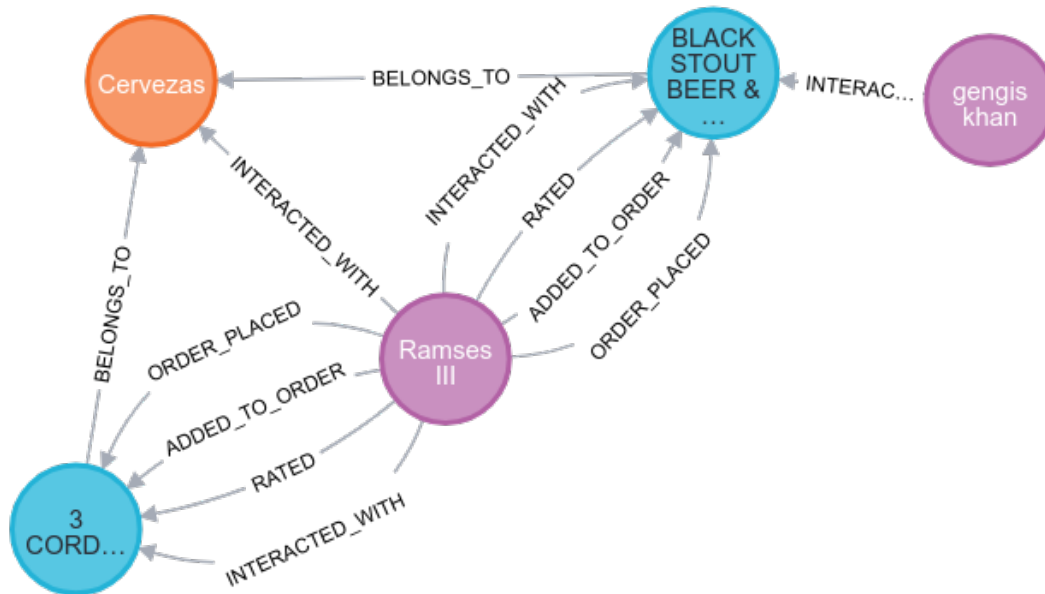 Cervezas
BELONGS_TO
BLACK
STOUT
BEER &
…
INTERAC…
gengis
khan
INTERACTED_WITH
INTERACTED_WITH
RATED
ADDED_TO_ORDER
ORDER_PLACED
BELONGS_TO
ORDER_PLACED
Ramses
III
ADDED_TO_ORDER
RATED
INTERACTED_WITH
3
CORD…